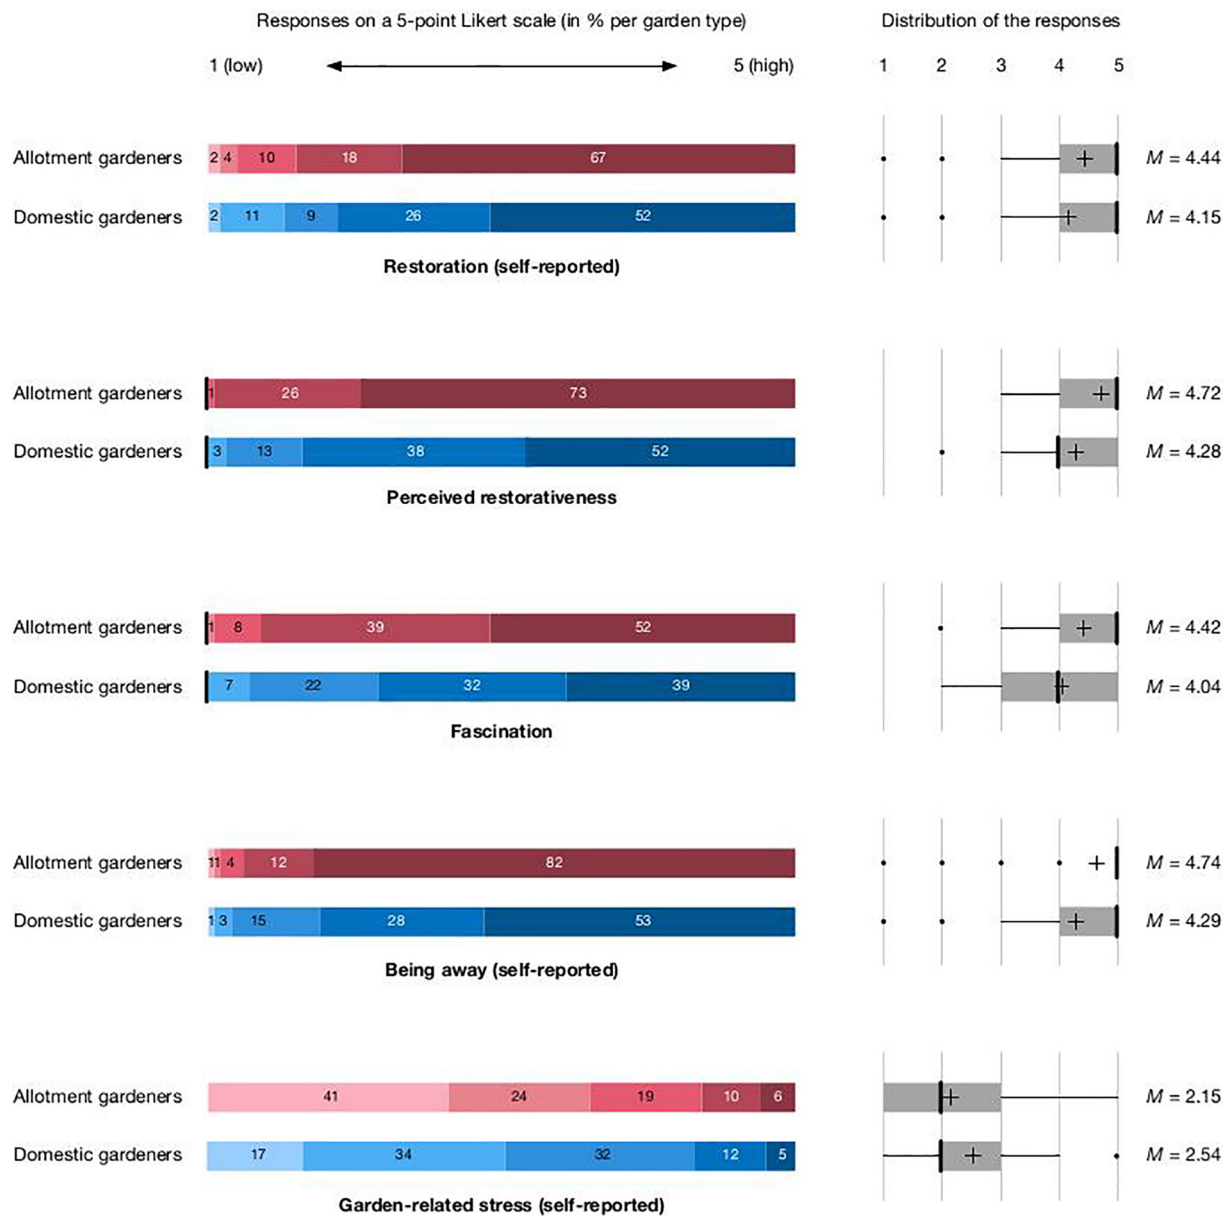 Responses on a 5-point Likert scale (in % per garden type) Distribution of the responses
1 (low) 5 (high) 1 2 3 4 5
Allotment gardeners 2 4 10 18 67 M = 4.44
Domestic gardeners 2 11 9 26 52 M = 4.15
Restoration (self-reported)
Allotment gardeners 1 26 73 M = 4.72
Domestic gardeners 3 13 38 52 M = 4.28
Perceived restorativeness
Allotment gardeners 1 8 39 52 M = 4.42
Domestic gardeners 7 22 32 39 M = 4.04
Fascination
Allotment gardeners 1 1 4 12 82 M = 4.74
Domestic gardeners 1 3 15 28 53 M = 4.29
Being away (self-reported)
Allotment gardeners 41 24 19 10 6 M = 2.15
Domestic gardeners 17 34 32 12 5 M = 2.54
Garden-related stress (self-reported)